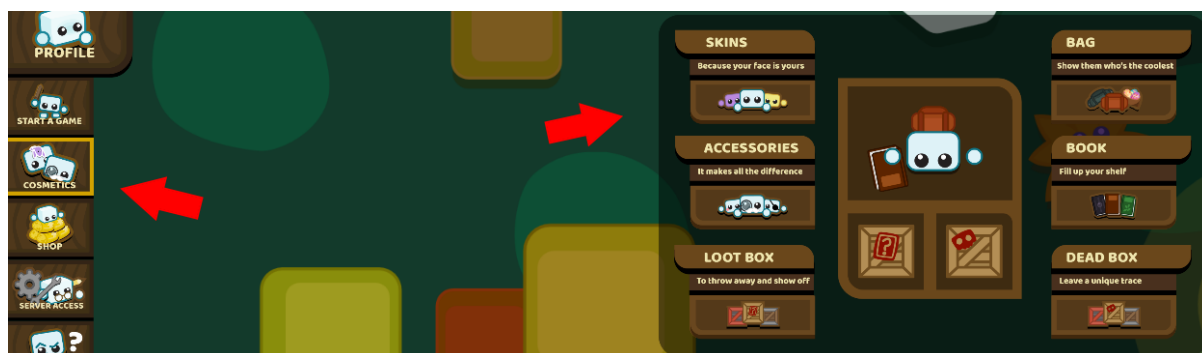 PROFILE
START A GAME
COSMETICS
SHOP
SERVER ACCESS
?
SKINS
Because your face is yours
ACCESSORIES
It makes all the difference
LOOT BOX
To throw away and show off
?
BAG
Show them who's the coolest
BOOK
Fill up your shelf
DEAD BOX
Leave a unique trace